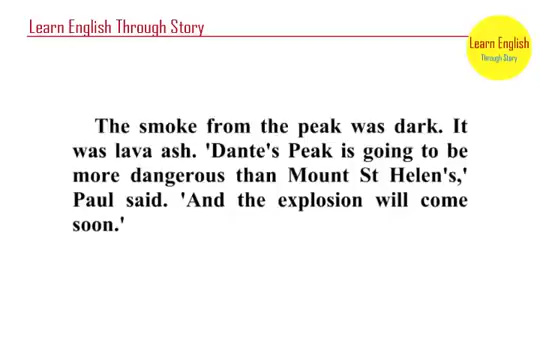 Learn English Through Story
Learn English
Through Story
The smoke from the peak was dark. It
was lava ash. 'Dante's Peak is going to be
more dangerous than Mount St Helen's,'
Paul said. 'And the explosion will come
soon.'